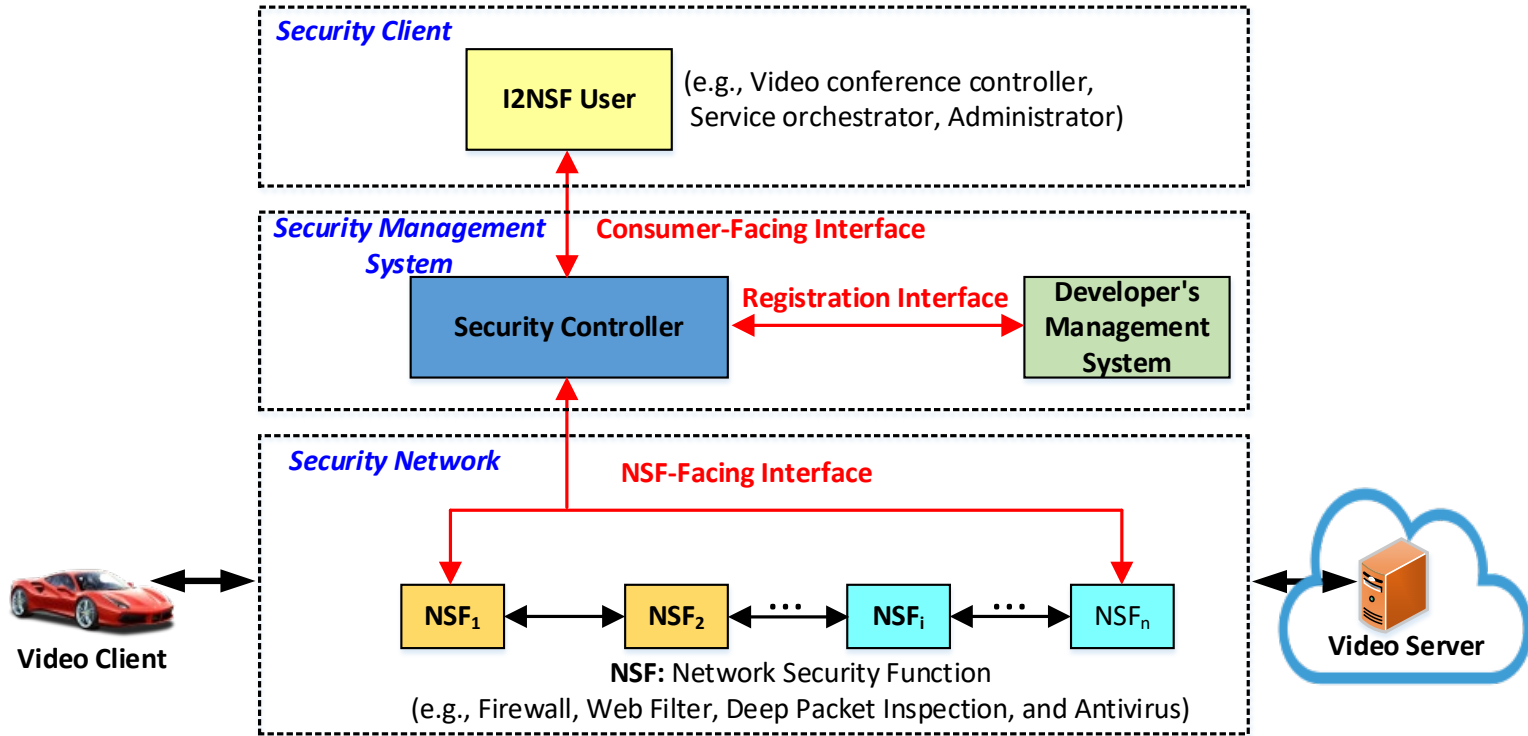 Security Client
I2NSF User
(e.g., Video conference controller,
Service orchestrator, Administrator)
Security Management
System
Consumer-Facing Interface
Security Controller
Registration Interface
Developer's
Management
System
Security Network
NSF-Facing Interface
NSF₁
NSF₂
...
NSFᵢ
...
NSFₙ
Video Client
Video Server
NSF: Network Security Function
(e.g., Firewall, Web Filter, Deep Packet Inspection, and Antivirus)